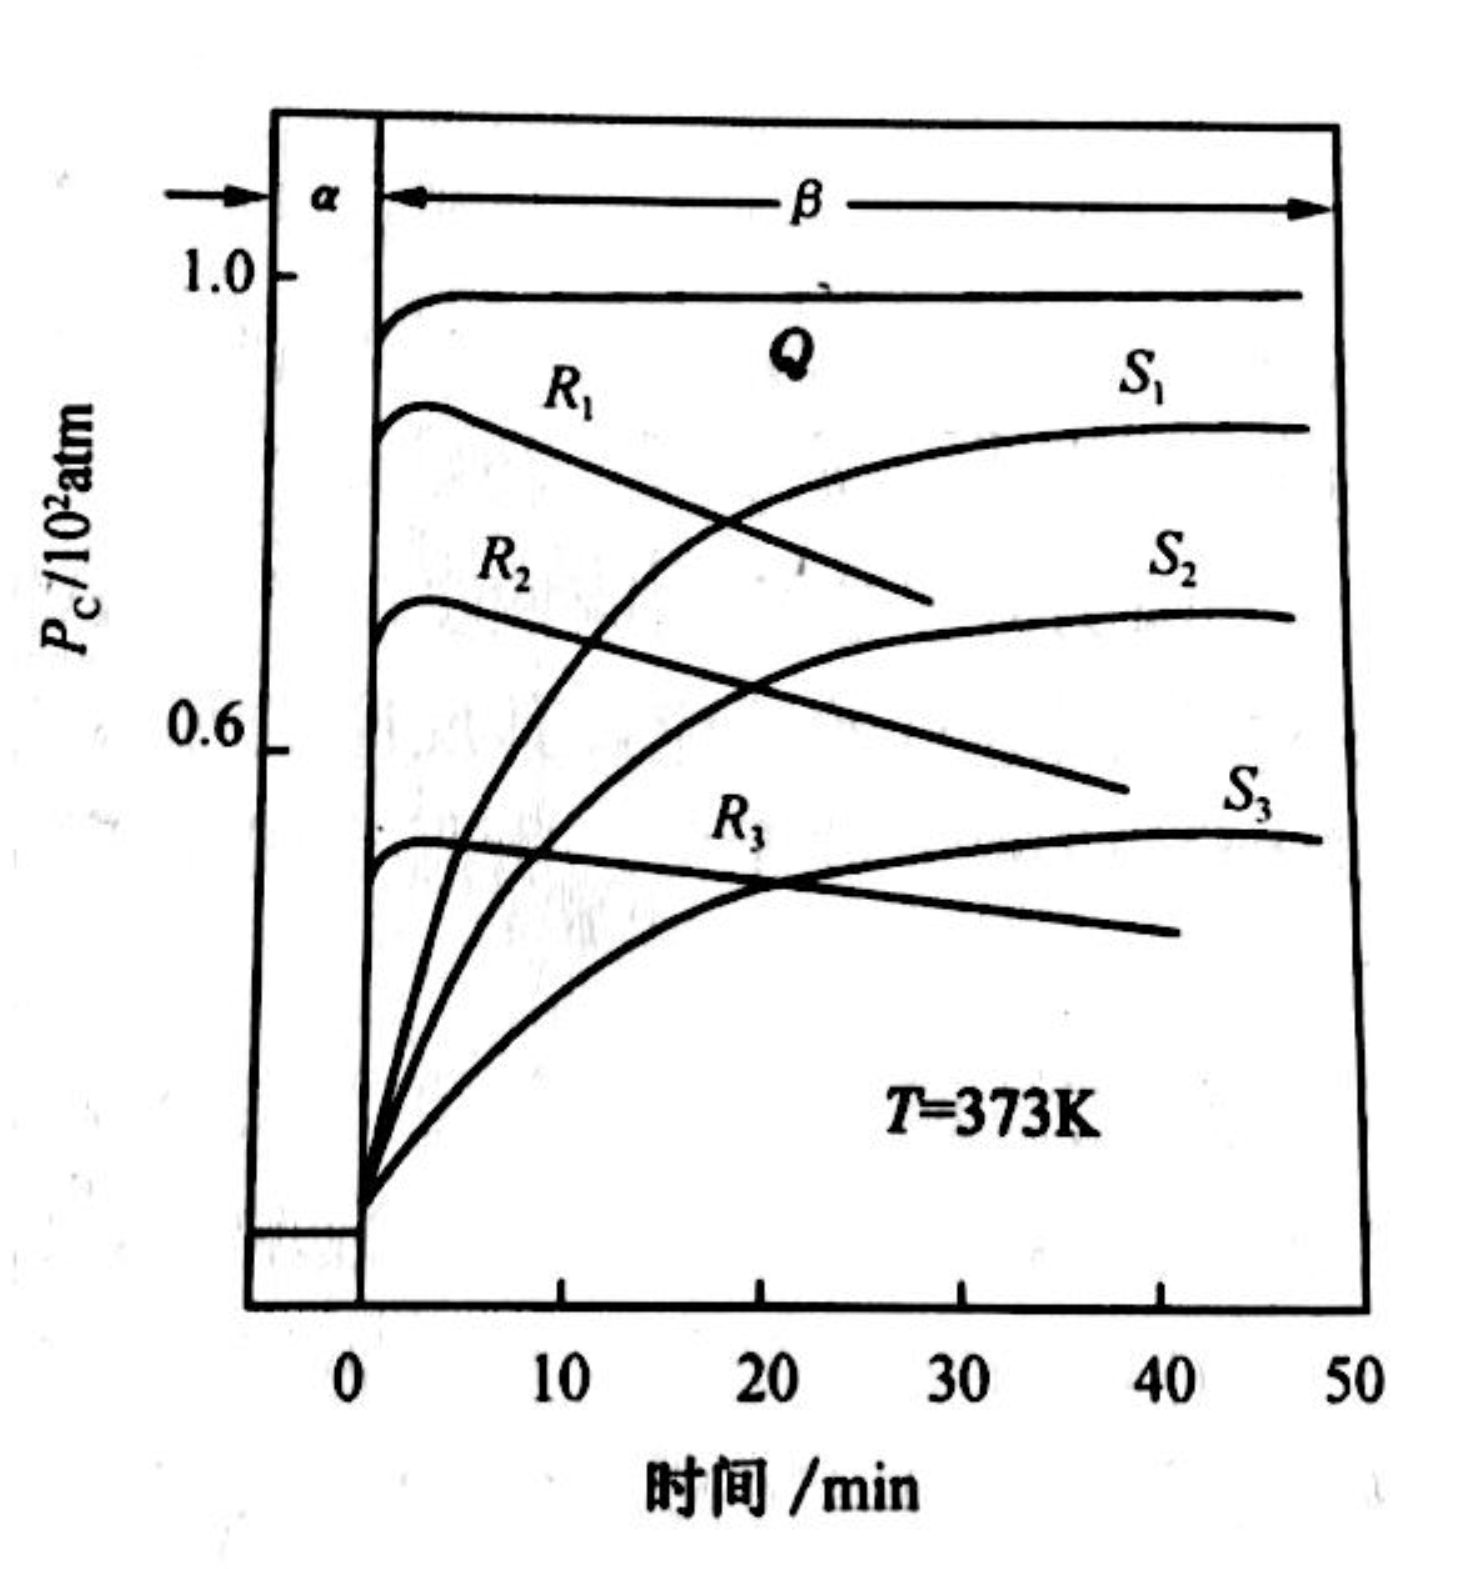 α
β
1.0
Q
R₁
S₁
P_C/10²atm
R₂
S₂
0.6
R₃
S₃
T=373K
0 10 20 30 40 50
时间 /min